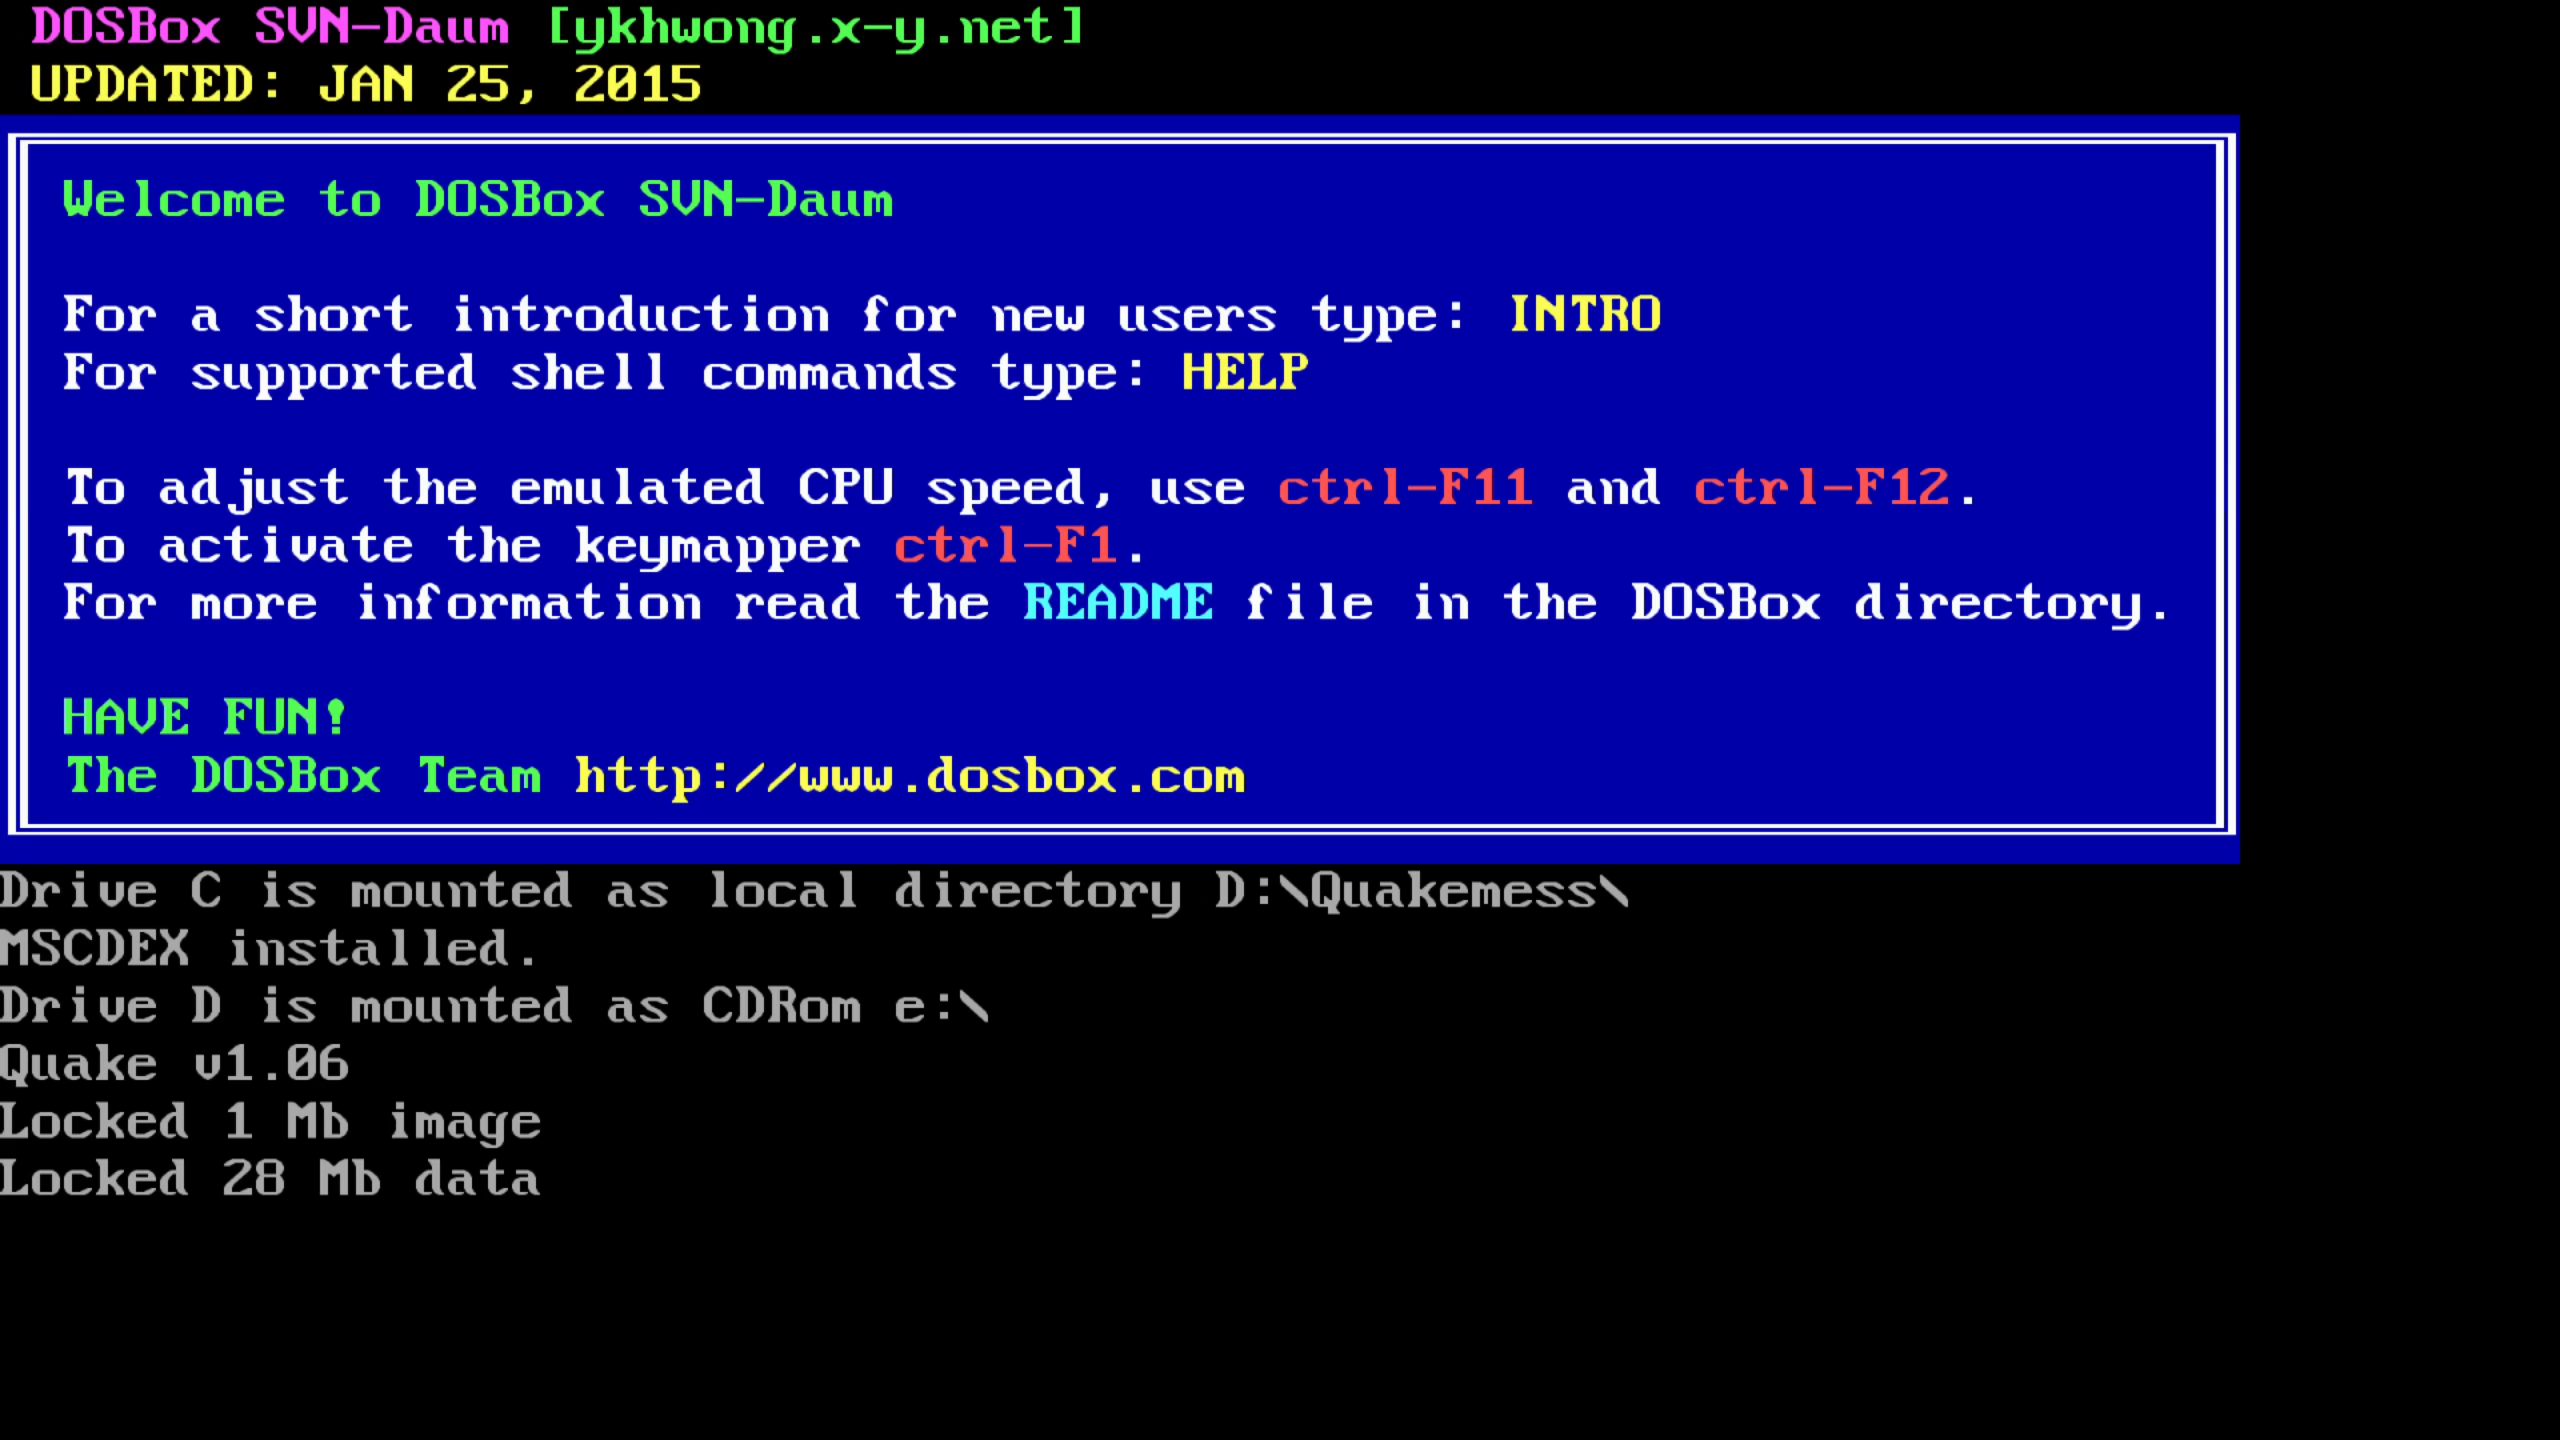 DOSBox SVN-Daum [ykhwong.x-y.net]
UPDATED: JAN 25, 2015
Welcome to DOSBox SVN-Daum
For a short introduction for new users type: INTRO
For supported shell commands type: HELP
To adjust the emulated CPU speed, use ctrl-F11 and ctrl-F12.
To activate the keymapper ctrl-F1.
For more information read the README file in the DOSBox directory.
HAVE FUN!
The DOSBox Team http://www.dosbox.com
Drive C is mounted as local directory D:\Quakemess\
MSCDEX installed.
Drive D is mounted as CDRom e:\
Quake v1.06
Locked 1 Mb image
Locked 28 Mb data